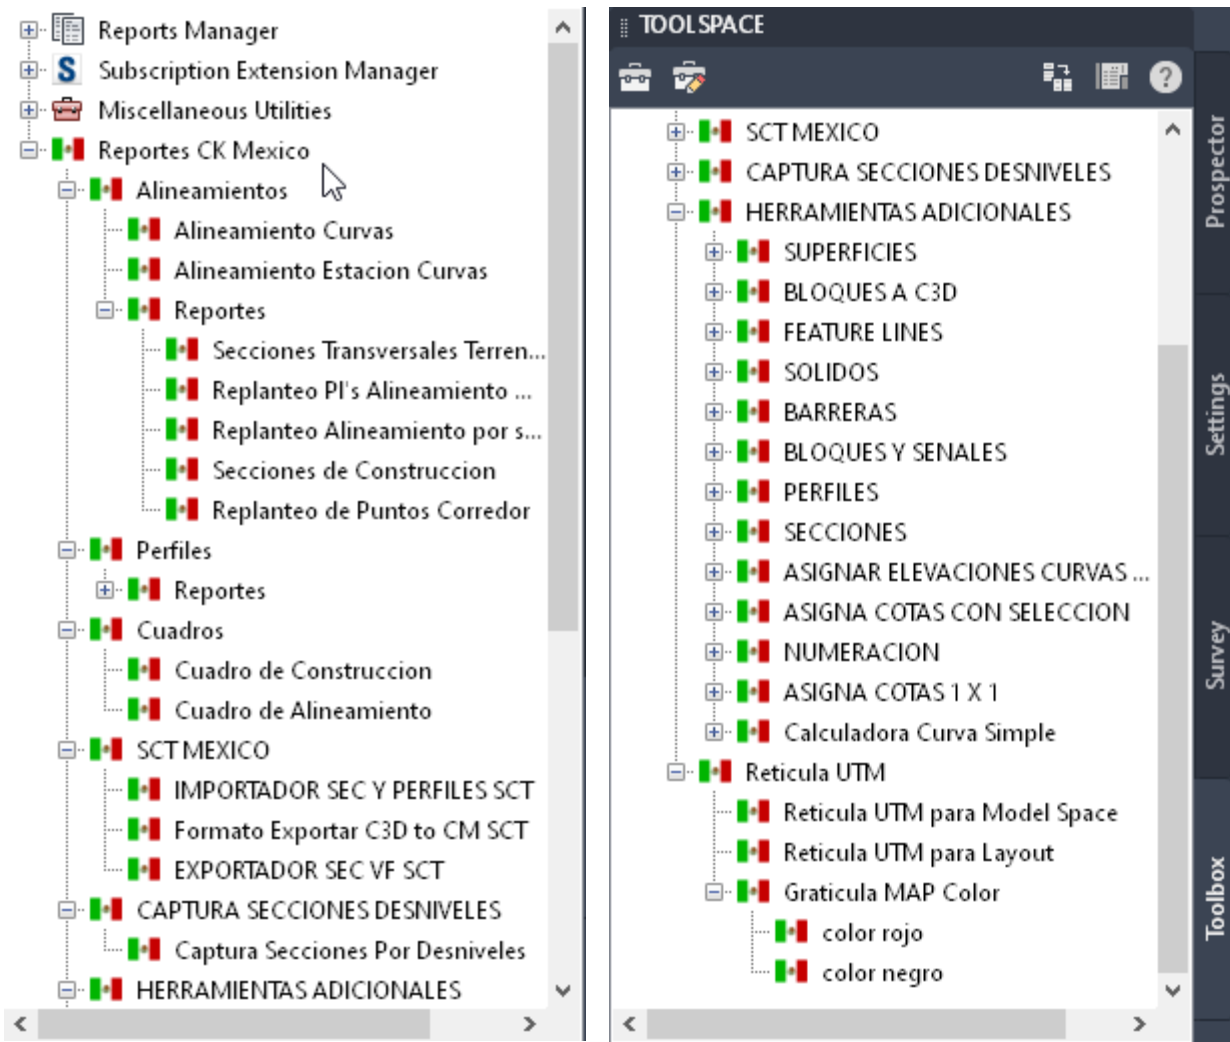 Reports Manager
Subscription Extension Manager
Miscellaneous Utilities
Reportes CK Mexico
Alineamientos
Alineamiento Curvas
Alineamiento Estacion Curvas
Reportes
Secciones Transversales Terren...
Replanteo PI's Alineamiento ...
Replanteo Alineamiento por s...
Secciones de Construccion
Replanteo de Puntos Corredor
Perfiles
Reportes
Cuadros
Cuadro de Construccion
Cuadro de Alineamiento
SCT MEXICO
IMPORTADOR SEC Y PERFILES SCT
Formato Exportar C3D to CM SCT
EXPORTADOR SEC VF SCT
CAPTURA SECCIONES DESNIVELES
Captura Secciones Por Desniveles
HERRAMIENTAS ADICIONALES
TOOLSPACE
SCT MEXICO
CAPTURA SECCIONES DESNIVELES
HERRAMIENTAS ADICIONALES
SUPERFICIES
BLOQUES A C3D
FEATURE LINES
SOLIDOS
BARRERAS
BLOQUES Y SENALES
PERFILES
SECCIONES
ASIGNAR ELEVACIONES CURVAS ...
ASIGNA COTAS CON SELECCION
NUMERACION
ASIGNA COTAS 1 X 1
Calculadora Curva Simple
Reticula UTM
Reticula UTM para Model Space
Reticula UTM para Layout
Graticula MAP Color
color rojo
color negro
Prospector
Settings
Survey
Toolbox